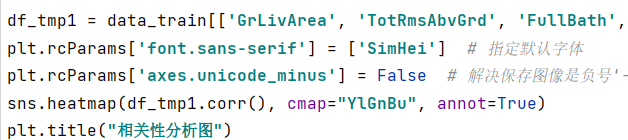 df_tmp1 = data_train[['GrLivArea', 'TotRmsAbvGrd', 'FullBath',
plt.rcParams['font.sans-serif'] = ['SimHei']  # 指定默认字体
plt.rcParams['axes.unicode_minus'] = False  # 解决保存图像是负号'-
sns.heatmap(df_tmp1.corr(), cmap="YlGnBu", annot=True)
plt.title("相关性分析图")